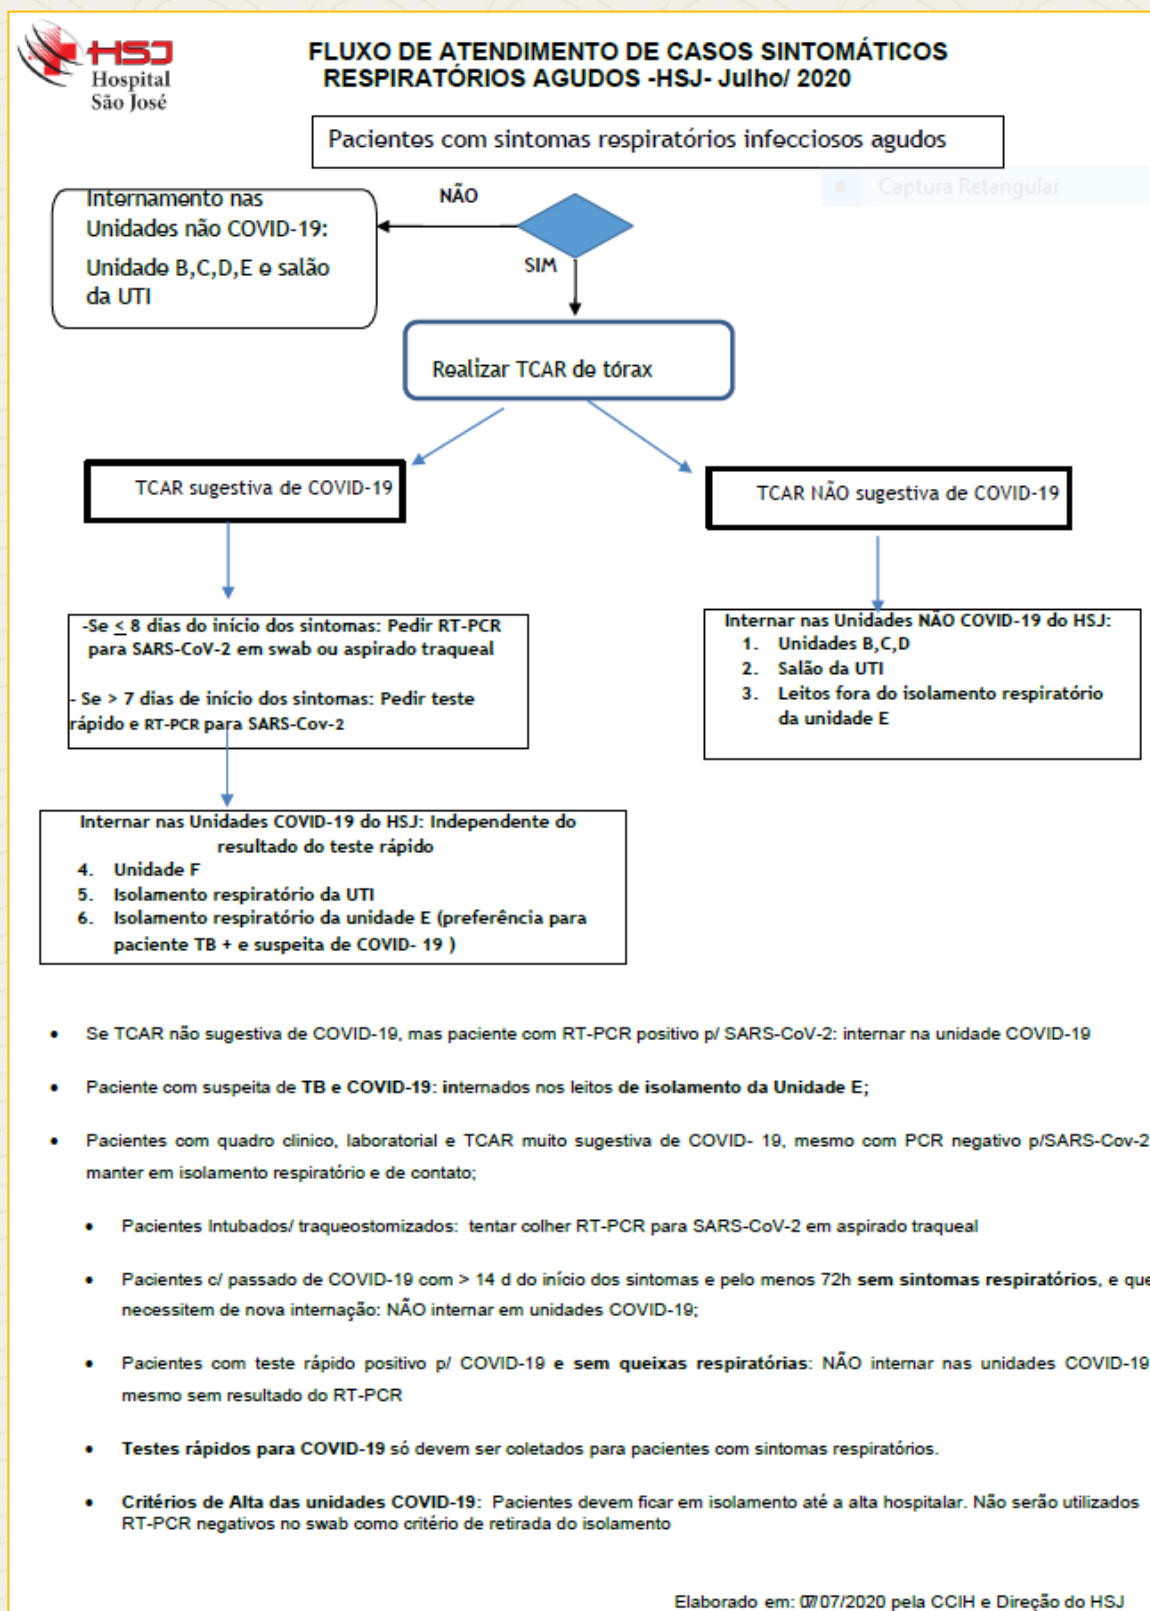 HSJ
Hospital
São José
FLUXO DE ATENDIMENTO DE CASOS SINTOMÁTICOS
RESPIRATÓRIOS AGUDOS -HSJ- Julho/ 2020
Pacientes com sintomas respiratórios infecciosos agudos
Captura Retangular
NÃO
Internamento nas
Unidades não COVID-19:
Unidade B,C,D,E e salão
da UTI
SIM
Realizar TCAR de tórax
TCAR sugestiva de COVID-19
TCAR NÃO sugestiva de COVID-19
-Se < 8 dias do início dos sintomas: Pedir RT-PCR
para SARS-CoV-2 em swab ou aspirado traqueal
- Se > 7 dias de início dos sintomas: Pedir teste
rápido e RT-PCR para SARS-Cov-2
Internar nas Unidades NÃO COVID-19 do HSJ:
1. Unidades B,C,D
2. Salão da UTI
3. Leitos fora do isolamento respiratório
da unidade E
Internar nas Unidades COVID-19 do HSJ: Independente do
resultado do teste rápido
4. Unidade F
5. Isolamento respiratório da UTI
6. Isolamento respiratório da unidade E (preferência para
paciente TB + e suspeita de COVID- 19 )
• Se TCAR não sugestiva de COVID-19, mas paciente com RT-PCR positivo p/ SARS-CoV-2: internar na unidade COVID-19
• Paciente com suspeita de TB e COVID-19: internados nos leitos de isolamento da Unidade E;
• Pacientes com quadro clinico, laboratorial e TCAR muito sugestiva de COVID- 19, mesmo com PCR negativo p/SARS-Cov-2
manter em isolamento respiratório e de contato;
• Pacientes Intubados/ traqueostomizados: tentar colher RT-PCR para SARS-CoV-2 em aspirado traqueal
• Pacientes c/ passado de COVID-19 com > 14 d do início dos sintomas e pelo menos 72h sem sintomas respiratórios, e que
necessitem de nova internação: NÃO internar em unidades COVID-19;
• Pacientes com teste rápido positivo p/ COVID-19 e sem queixas respiratórias: NÃO internar nas unidades COVID-19
mesmo sem resultado do RT-PCR
• Testes rápidos para COVID-19 só devem ser coletados para pacientes com sintomas respiratórios.
• Critérios de Alta das unidades COVID-19: Pacientes devem ficar em isolamento até a alta hospitalar. Não serão utilizados
RT-PCR negativos no swab como critério de retirada do isolamento
Elaborado em: 07/07/2020 pela CCIH e Direção do HSJ